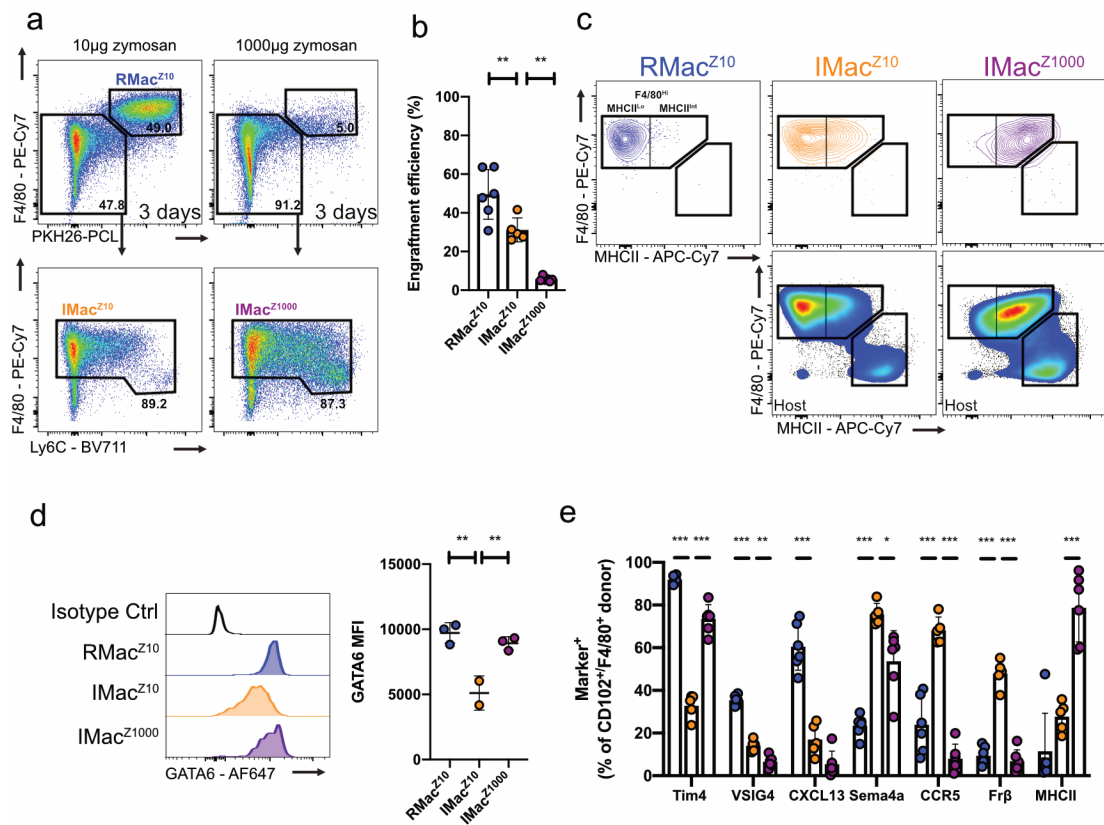 a
10µg zymosan
1000µg zymosan
RMac^Z10
49.0
5.0
47.8
91.2
3 days
3 days
F4/80 - PE-Cy7
PKH26-PCL
IMac^Z10
IMac^Z1000
89.2
87.3
F4/80 - PE-Cy7
Ly6C - BV711
b
** **
100
80
60
40
20
0
Engraftment efficiency (%)
RMac^Z10
IMac^Z10
IMac^Z1000
c
RMac^Z10
IMac^Z10
IMac^Z1000
F4/80^Hi
MHCII^Lo
MHCII^Int
F4/80 - PE-Cy7
MHCII - APC-Cy7
F4/80 - PE-Cy7
Host
Host
MHCII - APC-Cy7
d
Isotype Ctrl
RMac^Z10
IMac^Z10
IMac^Z1000
GATA6 - AF647
** **
15000
10000
5000
0
GATA6 MFI
RMac^Z10
IMac^Z10
IMac^Z1000
e
*** *** *** ** *** *** * *** *** *** *** ***
100
80
60
40
20
0
Marker^+
(% of CD102^+/F4/80^+ donor)
Tim4 VSIG4 CXCL13 Sema4a CCR5 Frβ MHCII